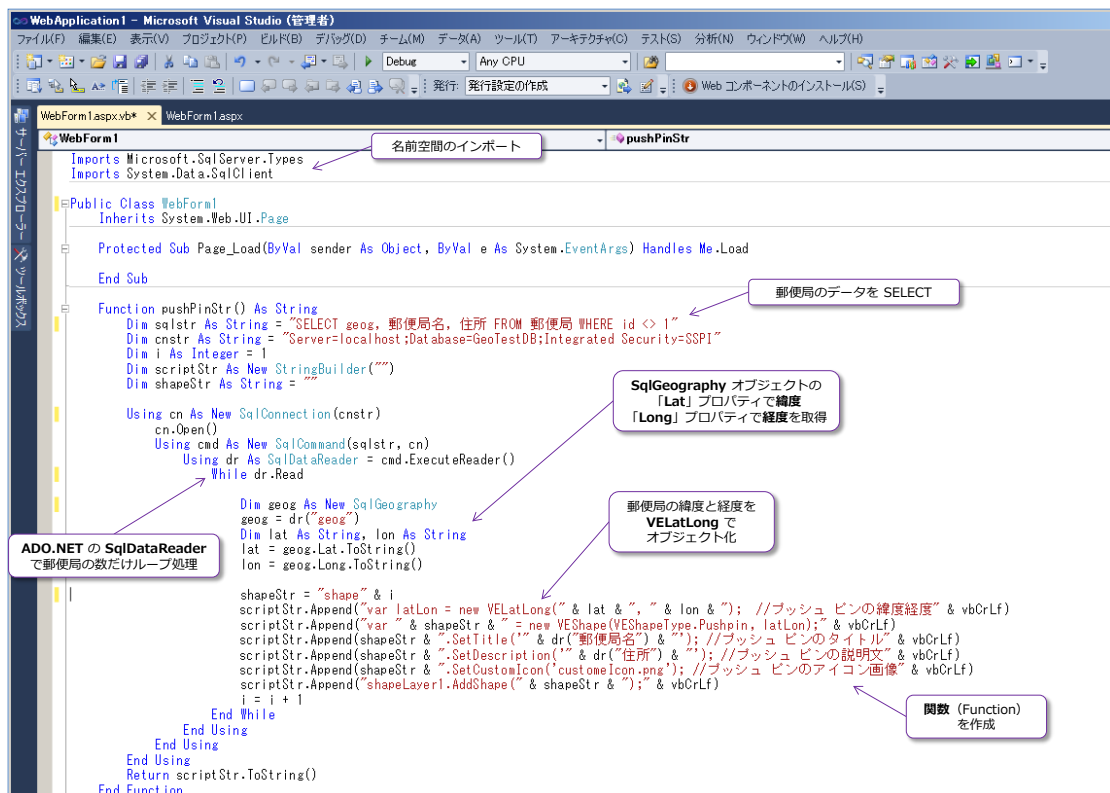 WebApplication1 - Microsoft Visual Studio (管理者)
ファイル(F) 編集(E) 表示(V) プロジェクト(P) ビルド(B) デバッグ(D) チーム(M) データ(A) ツール(T) アーキテクチャ(C) テスト(S) 分析(N) ウィンドウ(W) ヘルプ(H)
Debug Any CPU
発行: 発行設定の作成 Web コンポーネントのインストール(S)
WebForm1.aspx.vb* WebForm1.aspx
WebForm1 pushPinStr
サーバー エクスプローラー
ツールボックス
名前空間のインポート
Imports Microsoft.SqlServer.Types
Imports System.Data.SqlClient
Public Class WebForm1
Inherits System.Web.UI.Page
Protected Sub Page_Load(ByVal sender As Object, ByVal e As System.EventArgs) Handles Me.Load
End Sub
郵便局のデータを SELECT
Function pushPinStr() As String
Dim sqlstr As String = "SELECT geog, 郵便局名, 住所 FROM 郵便局 WHERE id <> 1"
Dim cnstr As String = "Server=localhost;Database=GeoTestDB;Integrated Security=SSPI"
Dim i As Integer = 1
Dim scriptStr As New StringBuilder("")
Dim shapeStr As String = ""
SqlGeography オブジェクトの
「Lat」プロパティで緯度
「Long」プロパティで経度を取得
Using cn As New SqlConnection(cnstr)
cn.Open()
Using cmd As New SqlCommand(sqlstr, cn)
Using dr As SqlDataReader = cmd.ExecuteReader()
While dr.Read
Dim geog As New SqlGeography
geog = dr("geog")
Dim lat As String, lon As String
lat = geog.Lat.ToString()
lon = geog.Long.ToString()
郵便局の緯度と経度を
VELatLong で
オブジェクト化
ADO.NET の SqlDataReader
で郵便局の数だけループ処理
shapeStr = "shape" & i
scriptStr.Append("var latLon = new VELatLong(" & lat & ", " & lon & "); //プッシュ ピンの緯度経度" & vbCrLf)
scriptStr.Append("var " & shapeStr & " = new VEShape(VEShapeType.Pushpin, latLon);" & vbCrLf)
scriptStr.Append(shapeStr & ".SetTitle('" & dr("郵便局名") & "'); //プッシュ ピンのタイトル" & vbCrLf)
scriptStr.Append(shapeStr & ".SetDescription('" & dr("住所") & "'); //プッシュ ピンの説明文" & vbCrLf)
scriptStr.Append(shapeStr & ".SetCustomIcon('customeIcon.png'); //プッシュ ピンのアイコン画像" & vbCrLf)
scriptStr.Append("shapeLayer1.AddShape(" & shapeStr & ");" & vbCrLf)
i = i + 1
End While
End Using
End Using
End Using
Return scriptStr.ToString()
End Function
関数（Function）
を作成